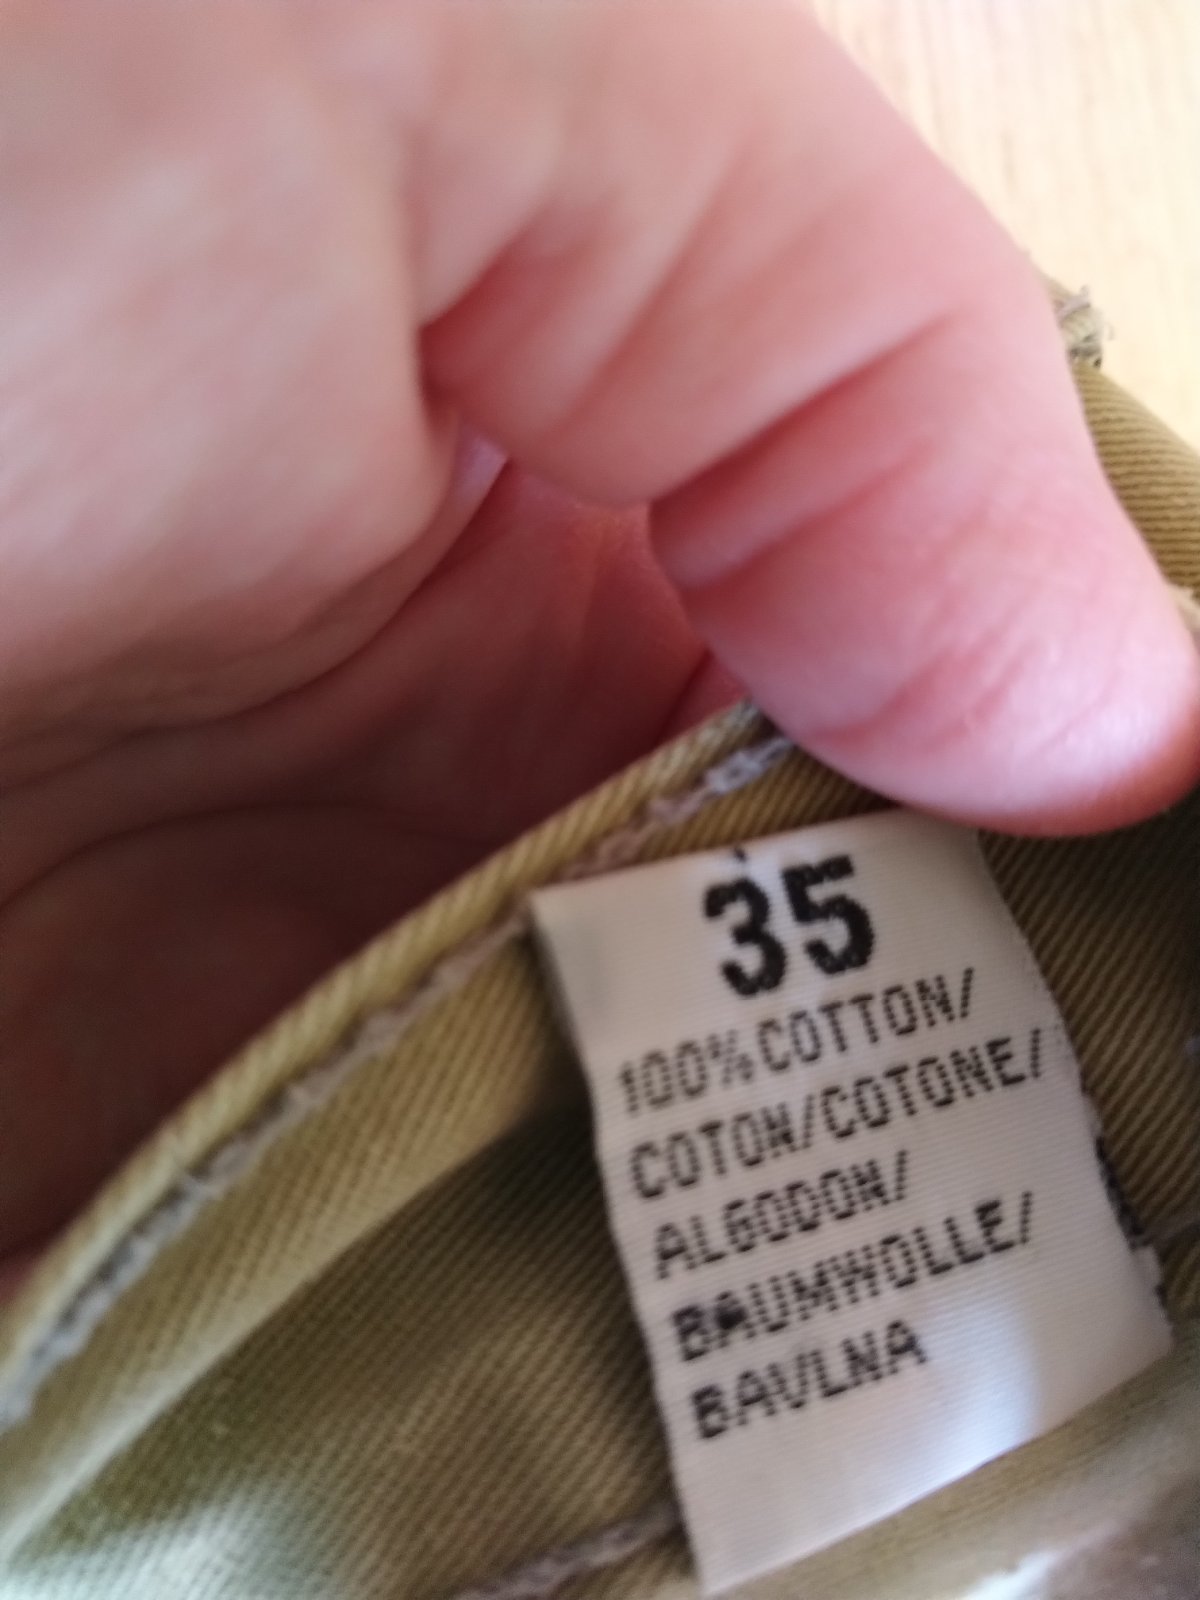 35
100% COTTON/
COTON/COTONE/
ALGODON/
BAUMWOLLE/
BAVLNA